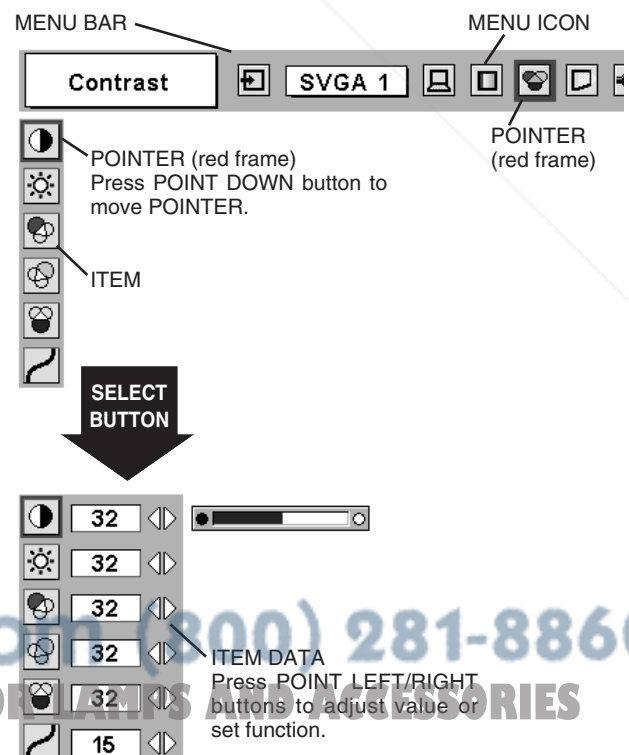 MENU BAR
MENU ICON
Contrast
SVGA 1
POINTER
(red frame)
POINTER (red frame)
Press POINT DOWN button to
move POINTER.
ITEM
SELECT
BUTTON
32
32
32
32
32
15
ITEM DATA
Press POINT LEFT/RIGHT
buttons to adjust value or
set function.
om (800) 281-886
LAMPS AND ACCESSORIES